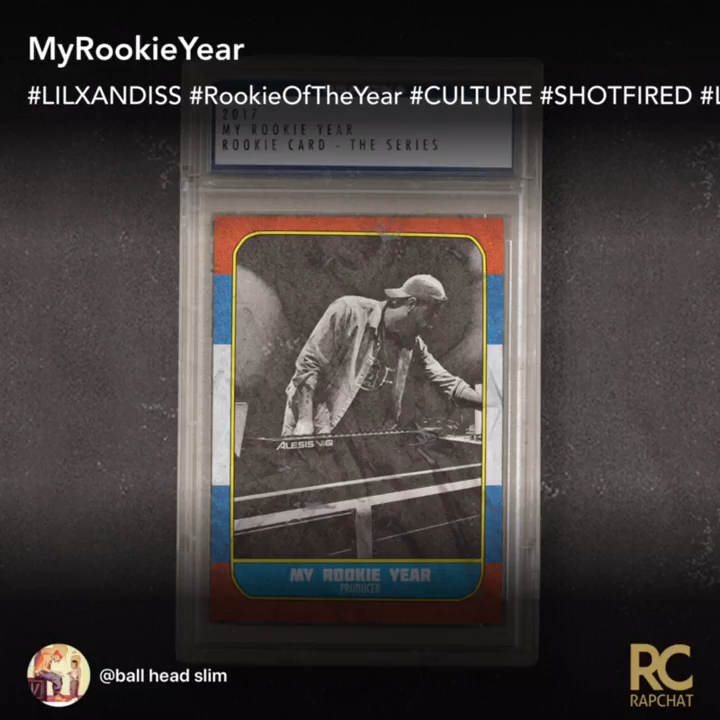 MyRookieYear
#LILXANDISS #RookieOfTheYear #CULTURE #SHOTFIRED #L
2017
MY ROOKIE YEAR
ROOKIE CARD - THE SERIES
ALESIS
MY ROOKIE YEAR
PRODUCER
@ball head slim
RC
RAPCHAT